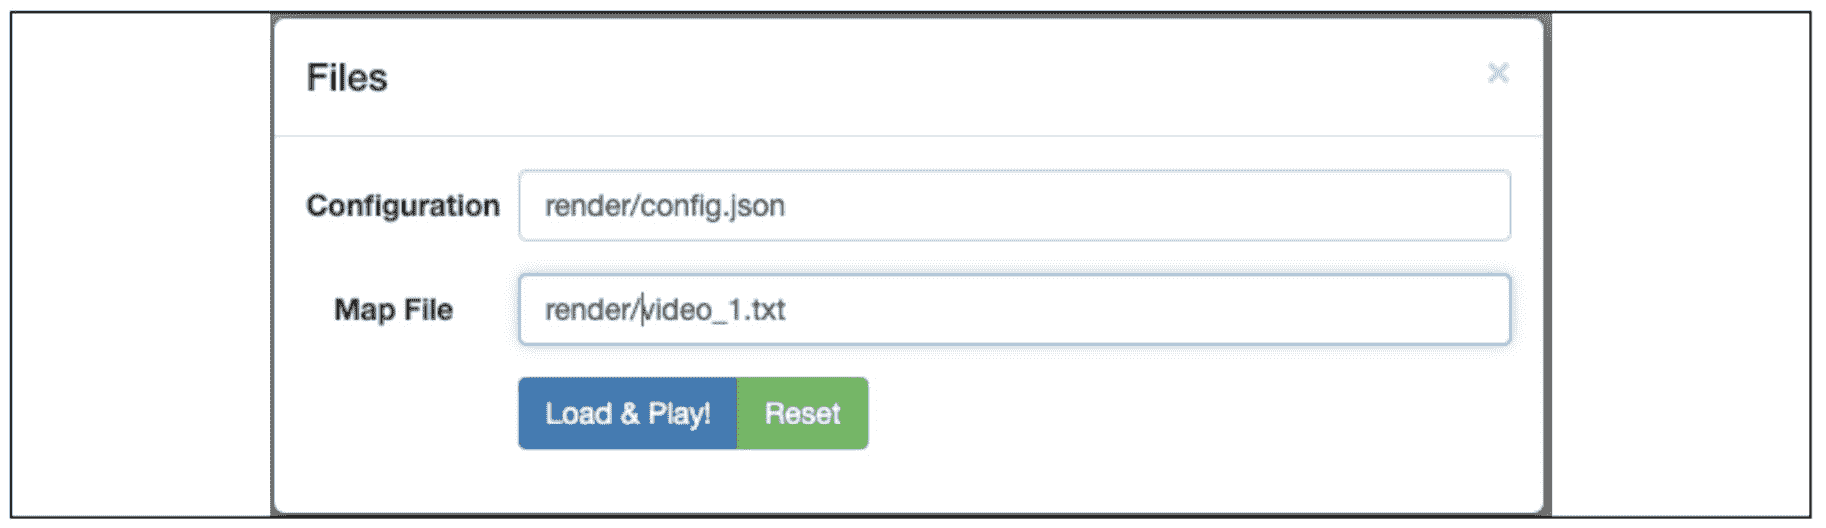 Files ×
Configuration render/config.json
Map File render/video_1.txt
Load & Play! Reset